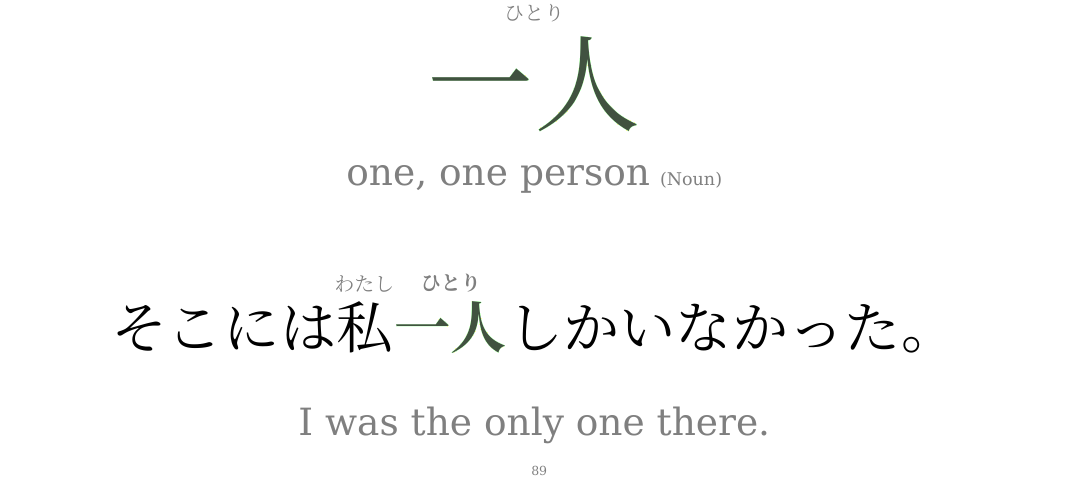 ひとり
一人
one, one person (Noun)
わたし ひとり
そこには私一人しかいなかった。
I was the only one there.
89